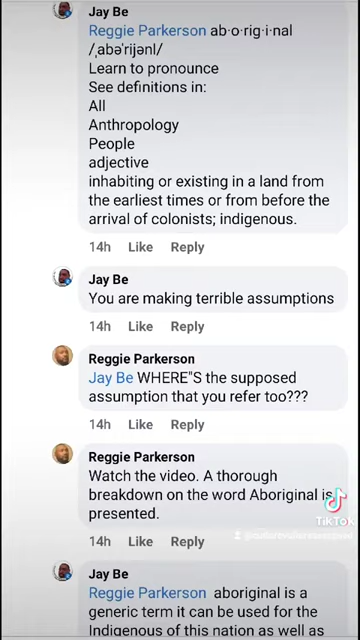 Jay Be
Reggie Parkerson ab·o·rig·i·nal
/ˌabəˈrijənl/
Learn to pronounce
See definitions in:
All
Anthropology
People
adjective
inhabiting or existing in a land from
the earliest times or from before the
arrival of colonists; indigenous.
14h Like Reply
Jay Be
You are making terrible assumptions
14h Like Reply
Reggie Parkerson
Jay Be WHERE"S the supposed
assumption that you refer too???
14h Like Reply
Reggie Parkerson
Watch the video. A thorough
breakdown on the word Aboriginal is
presented.
TikTok
14h Like Reply
Jay Be
Reggie Parkerson aboriginal is a
generic term it can be used for the
Indigenous of this nation as well as